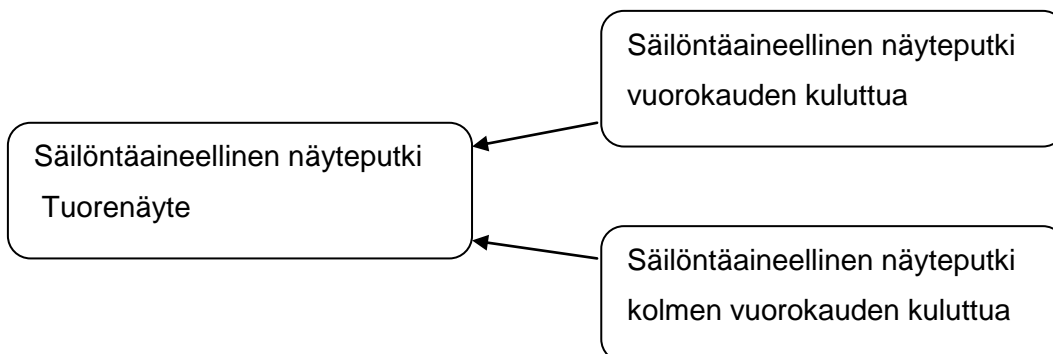 Säilöntäaineellinen näyteputki
vuorokauden kuluttua
Säilöntäaineellinen näyteputki
Tuorenäyte
Säilöntäaineellinen näyteputki
kolmen vuorokauden kuluttua